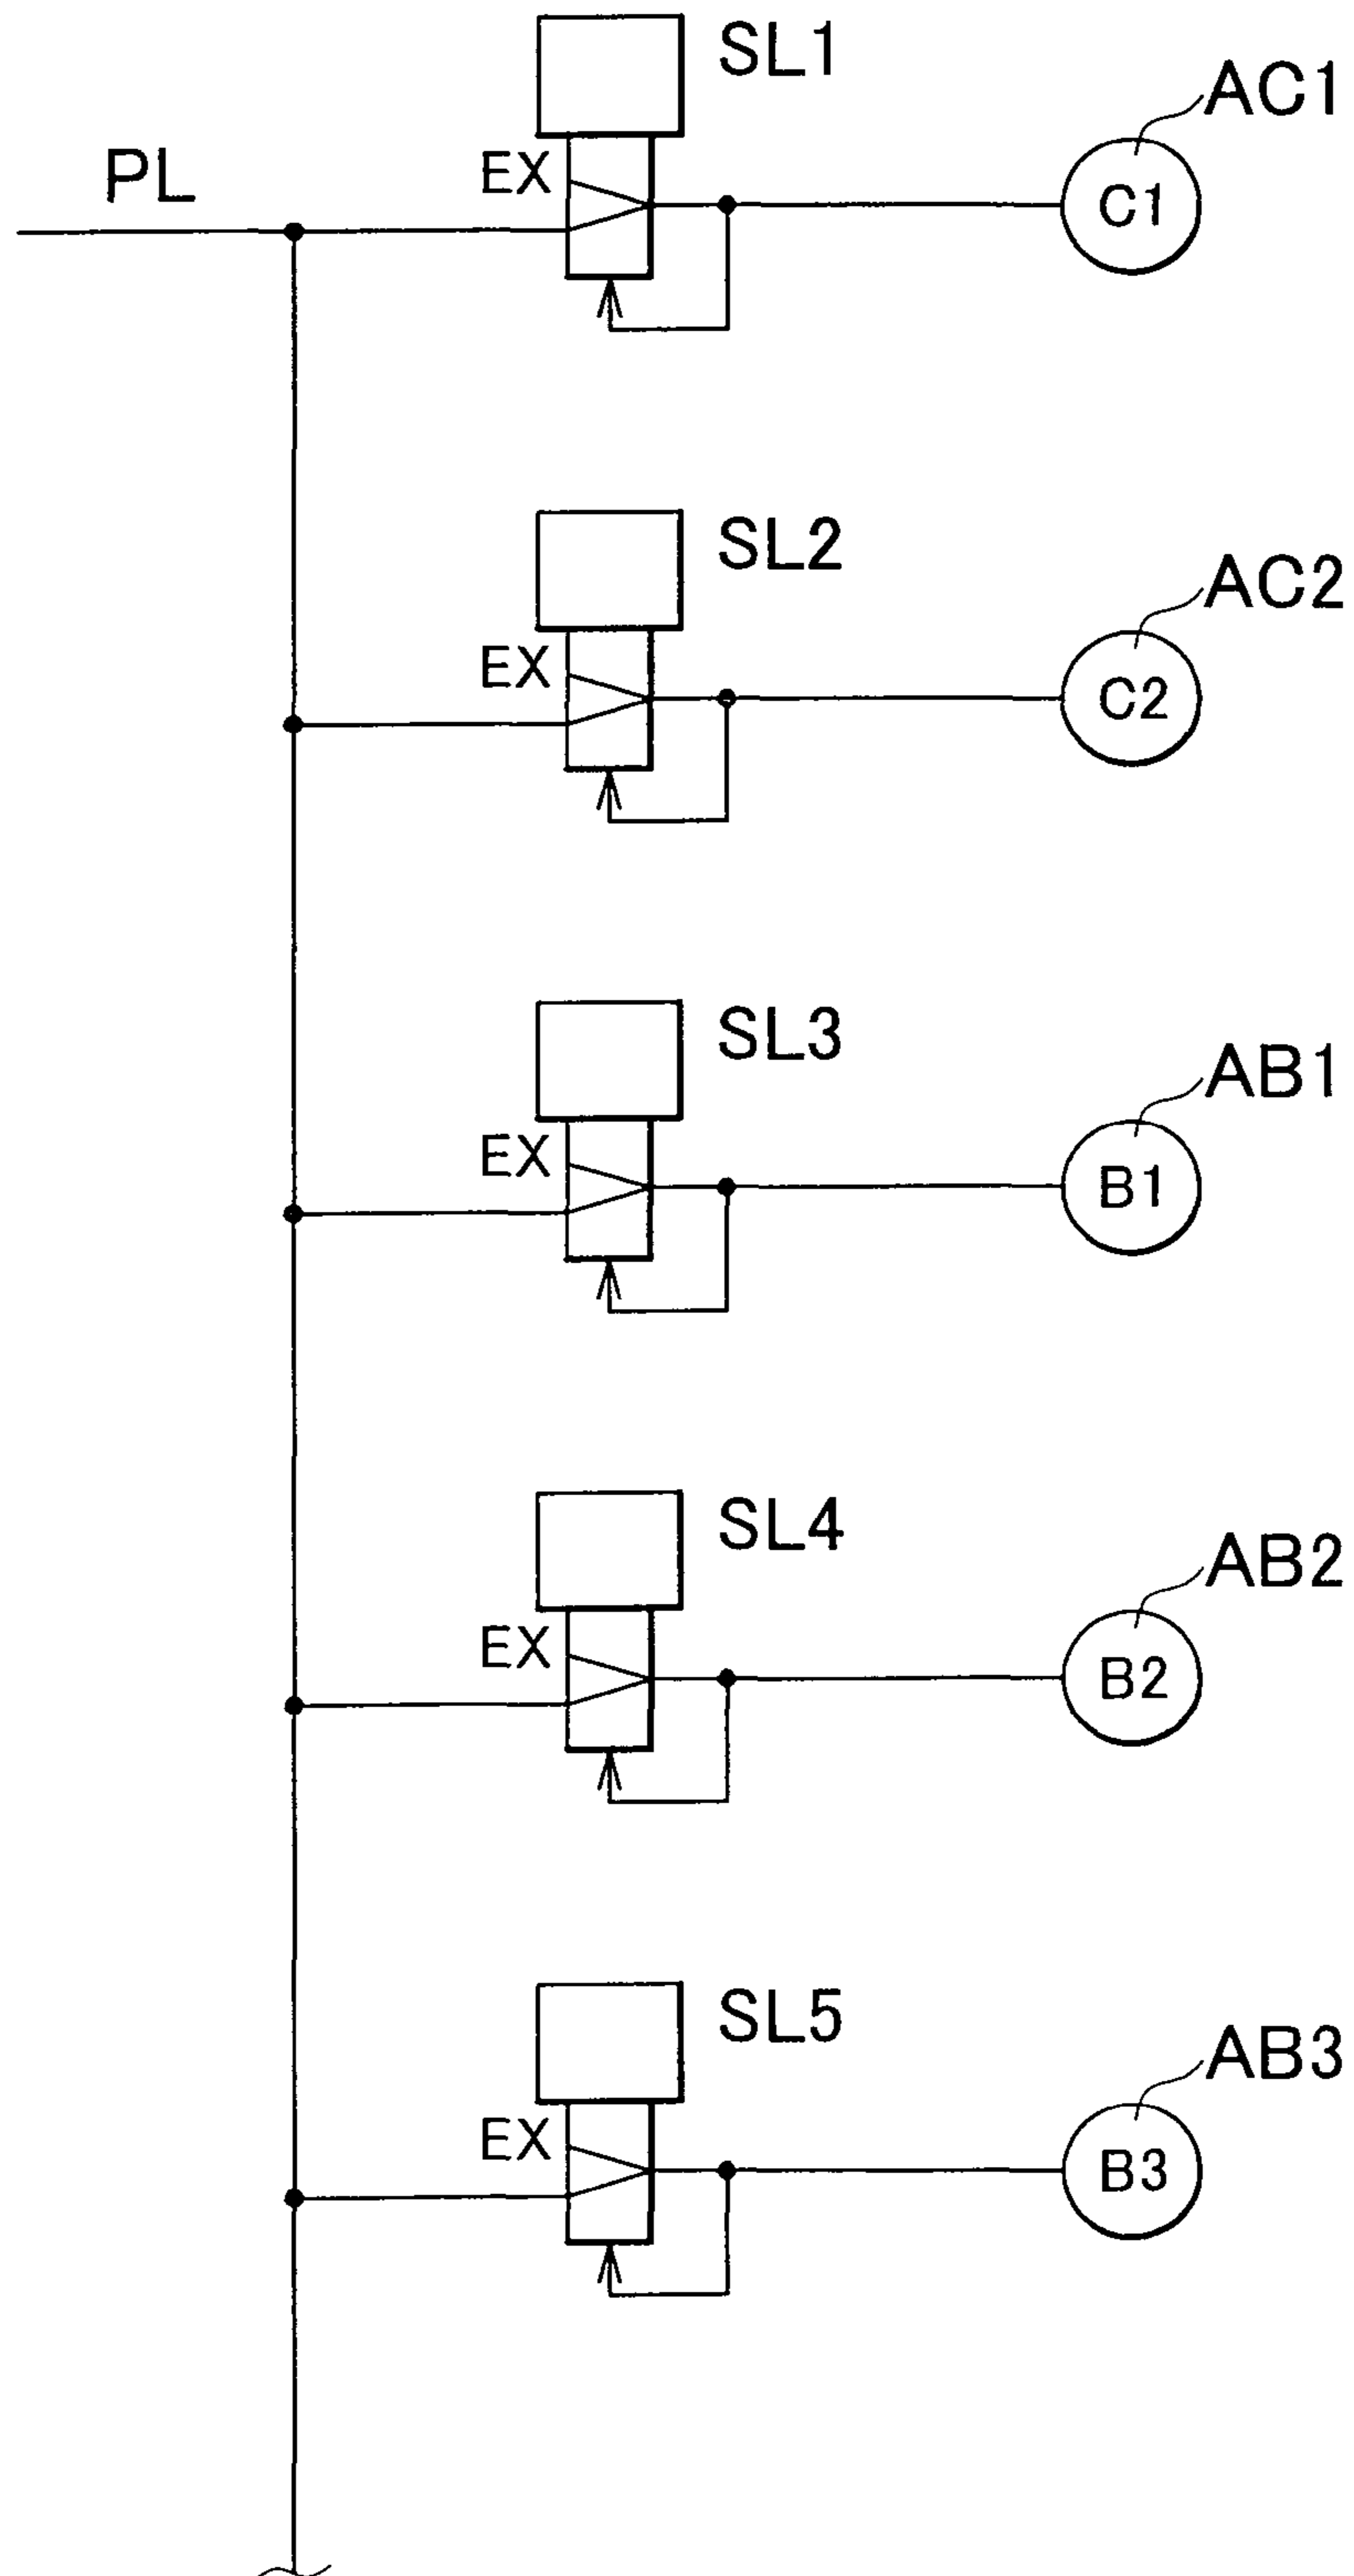 SL1
AC1
PL
EX
C1
SL2
AC2
EX
C2
SL3
AB1
EX
B1
SL4
AB2
EX
B2
SL5
AB3
EX
B3